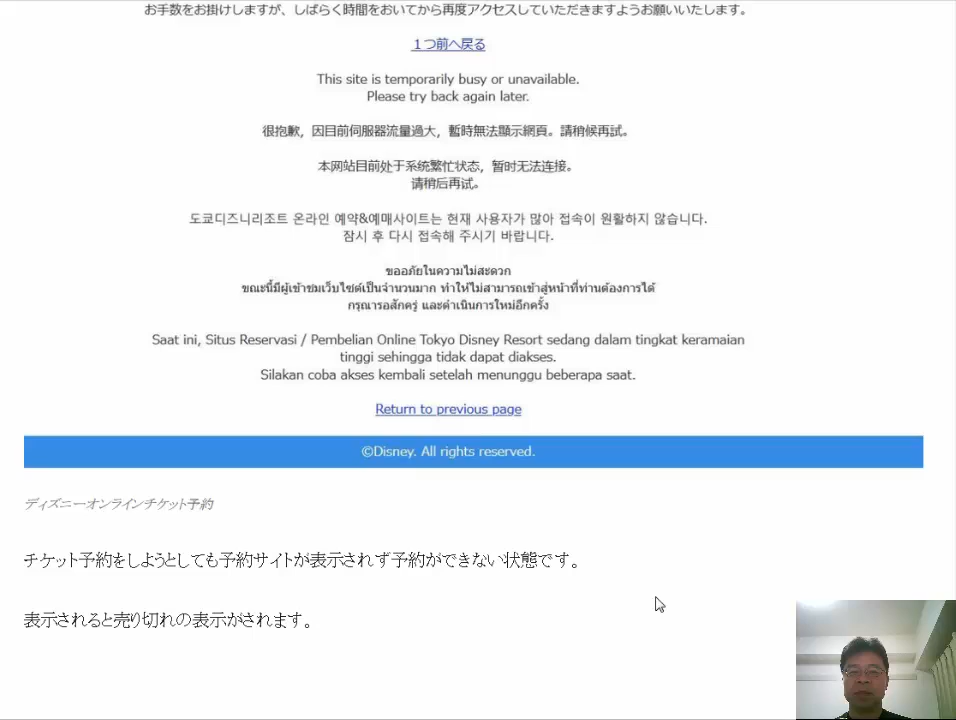 お手数をお掛けしますが、しばらく時間をおいてから再度アクセスしていただきますようお願いいたします。
１つ前へ戻る
This site is temporarily busy or unavailable.
Please try back again later.
很抱歉，因目前伺服器流量過大，暫時無法顯示網頁。請稍候再試。
本网站目前处于系统繁忙状态，暂时无法连接。
请稍后再试。
도쿄디즈니리조트 온라인 예약&예매사이트는 현재 사용자가 많아 접속이 원활하지 않습니다.
잠시 후 다시 접속해 주시기 바랍니다.
ขออภัยในความไม่สะดวก
ขณะนี้มีผู้เข้าชมเว็บไซต์เป็นจำนวนมาก ทำให้ไม่สามารถเข้าสู่หน้าที่ท่านต้องการได้
กรุณารอสักครู่ และดำเนินการใหม่อีกครั้ง
Saat ini, Situs Reservasi / Pembelian Online Tokyo Disney Resort sedang dalam tingkat keramaian
tinggi sehingga tidak dapat diakses.
Silakan coba akses kembali setelah menunggu beberapa saat.
Return to previous page
©Disney. All rights reserved.
ディズニーオンラインチケット予約
チケット予約をしようとしても予約サイトが表示されず予約ができない状態です。
表示されると売り切れの表示がされます。